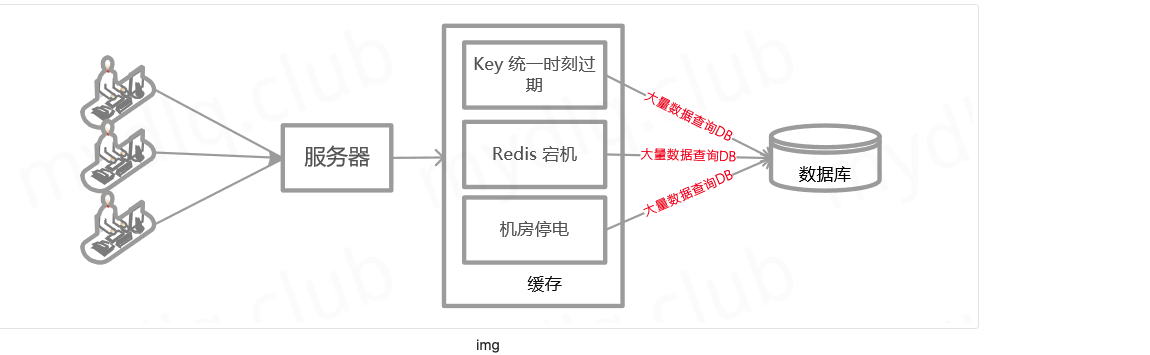 Key 统一时刻过
期
大量数据查询DB
服务器
Redis 宕机
大量数据查询DB
数据库
大量数据查询DB
机房停电
缓存
img